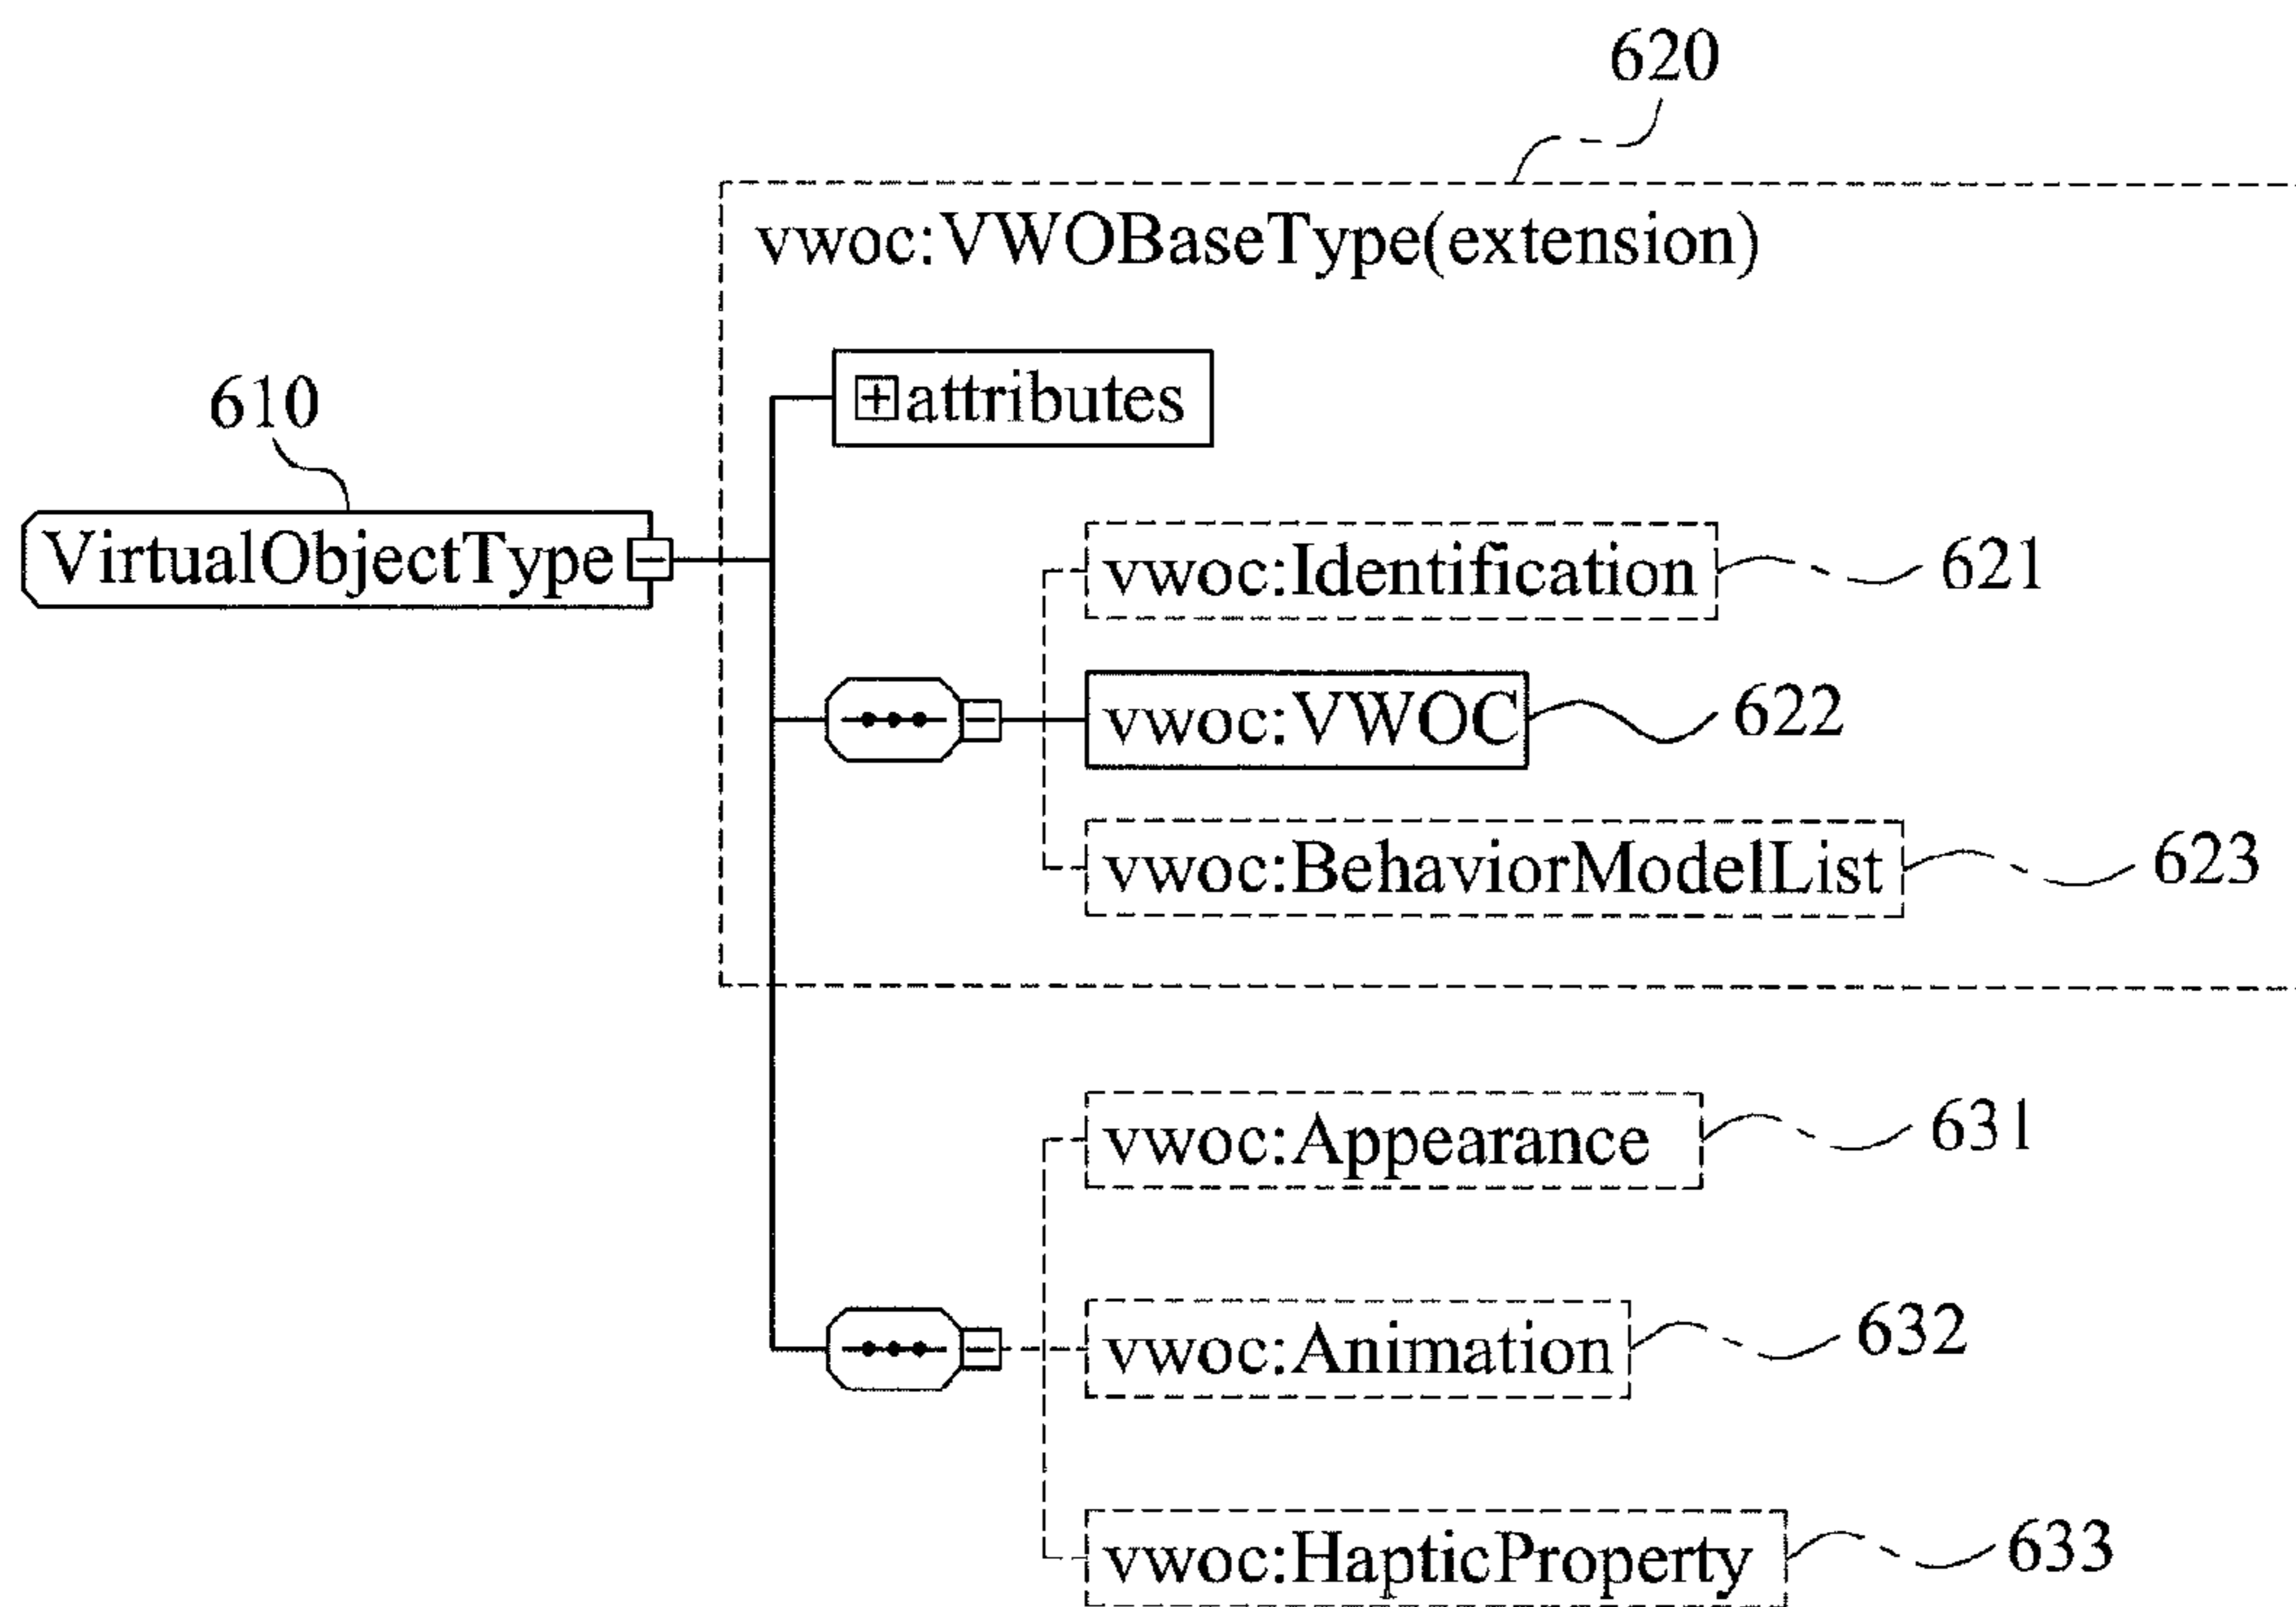 620
vwoc:VWOBaseType(extension)
610
+attributes
VirtualObjectType
vwoc:Identification
621
vwoc:VWOC
622
vwoc:BehaviorModelList
623
vwoc:Appearance
631
vwoc:Animation
632
vwoc:HapticProperty
633